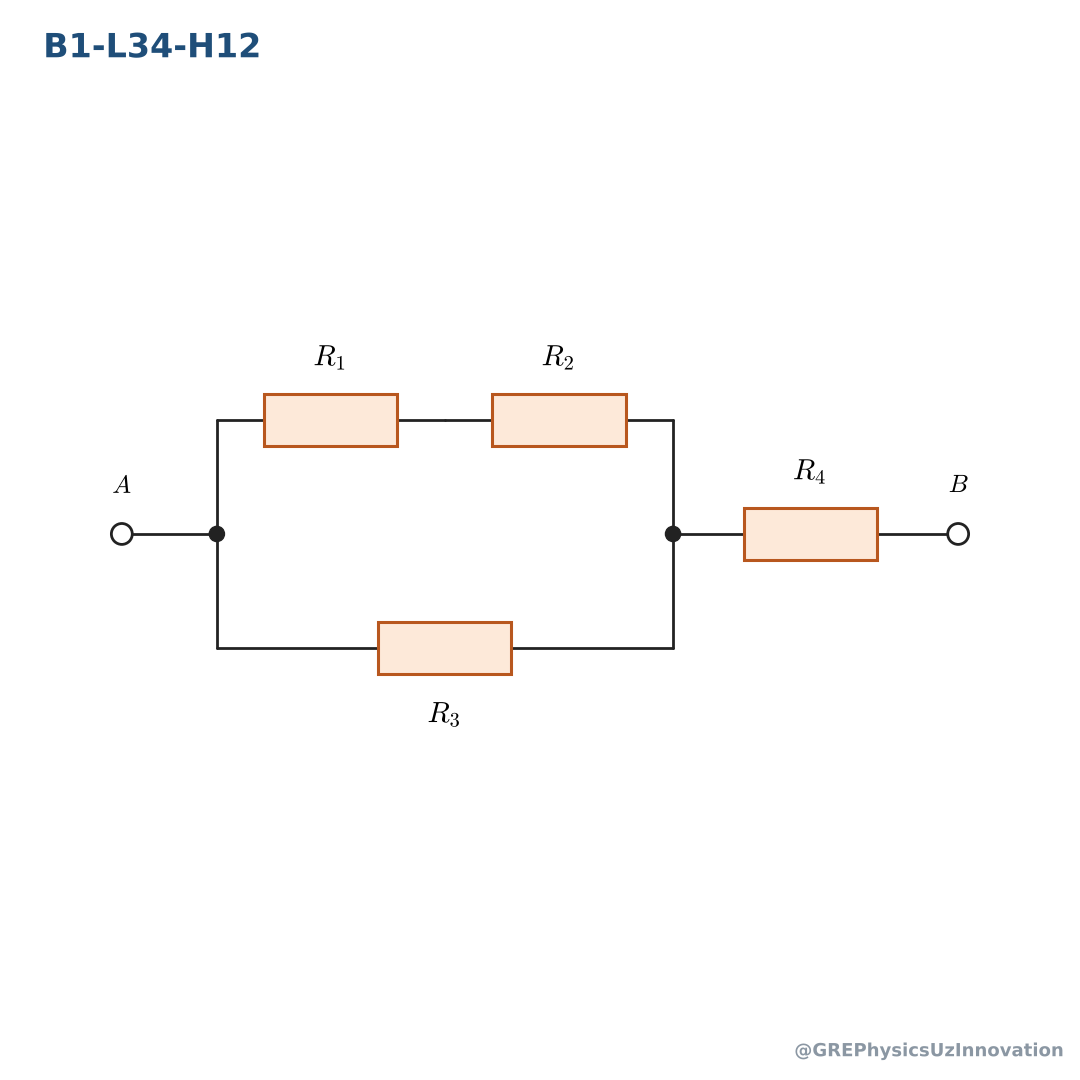 B1-L34-H12
R₁
R₂
A
R₄
B
R₃
@GREPhysicsUzInnovation